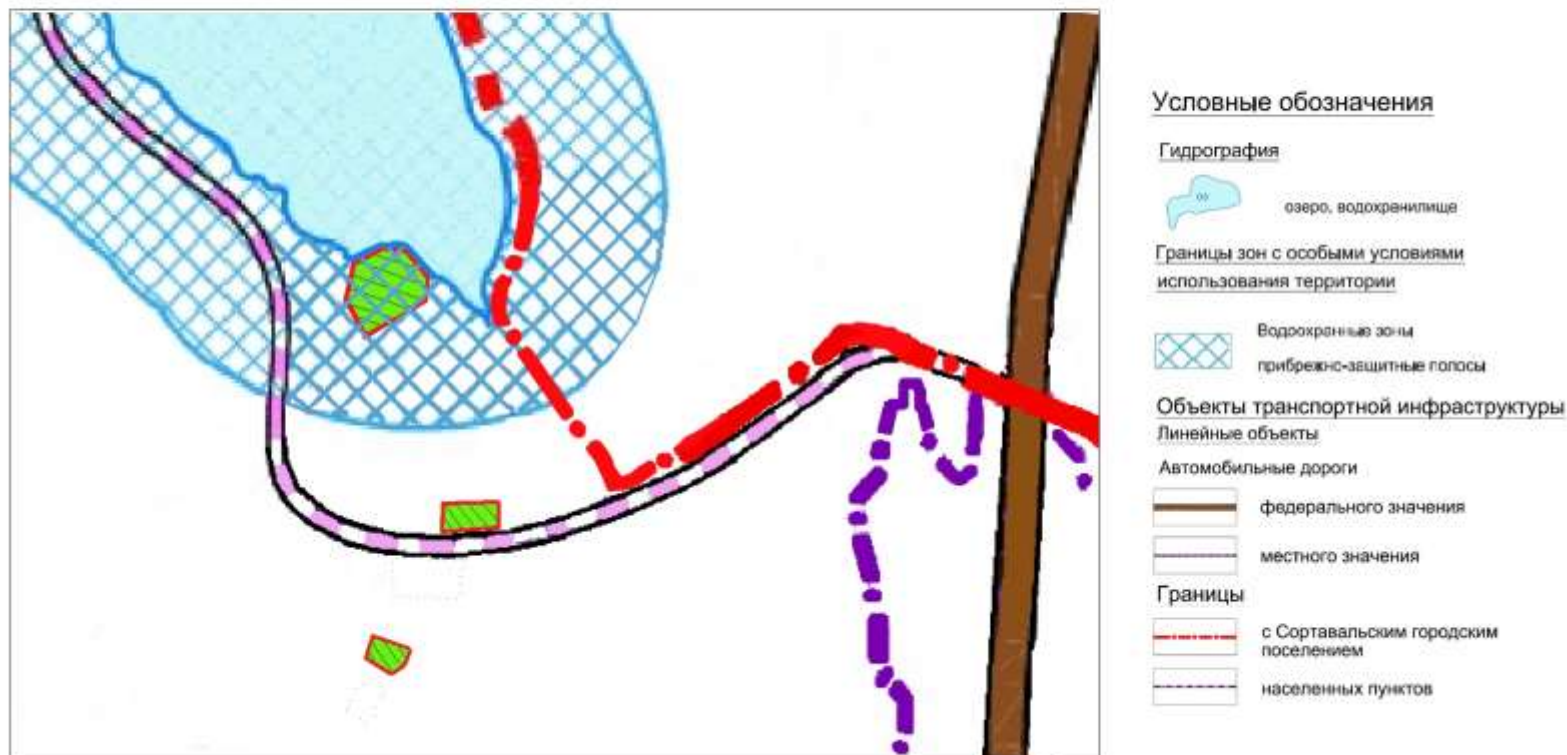 Условные обозначения
Гидрография
озеро, водохранилище
Границы зон с особыми условиями
использования территории
Водоохранные зоны
прибрежно-защитные полосы
Объекты транспортной инфраструктуры
Линейные объекты
Автомобильные дороги
федерального значения
местного значения
Границы
с Сортавальским городским
поселением
населенных пунктов